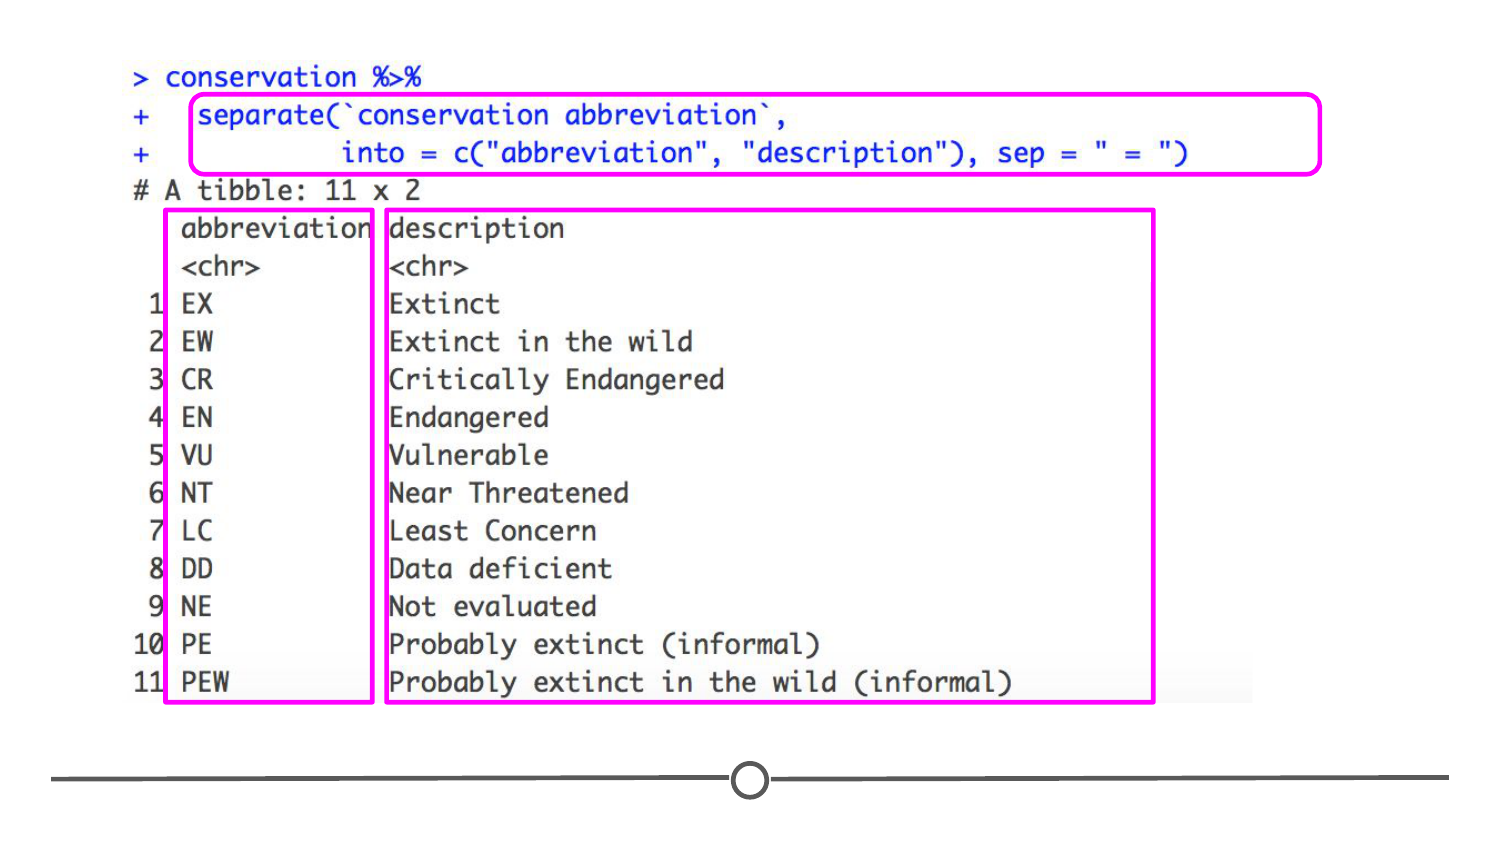 > conservation %>%
+   separate(`conservation abbreviation`,
+            into = c("abbreviation", "description"), sep = " = ")
# A tibble: 11 x 2
   abbreviation description
   <chr>        <chr>
 1 EX           Extinct
 2 EW           Extinct in the wild
 3 CR           Critically Endangered
 4 EN           Endangered
 5 VU           Vulnerable
 6 NT           Near Threatened
 7 LC           Least Concern
 8 DD           Data deficient
 9 NE           Not evaluated
10 PE           Probably extinct (informal)
11 PEW          Probably extinct in the wild (informal)